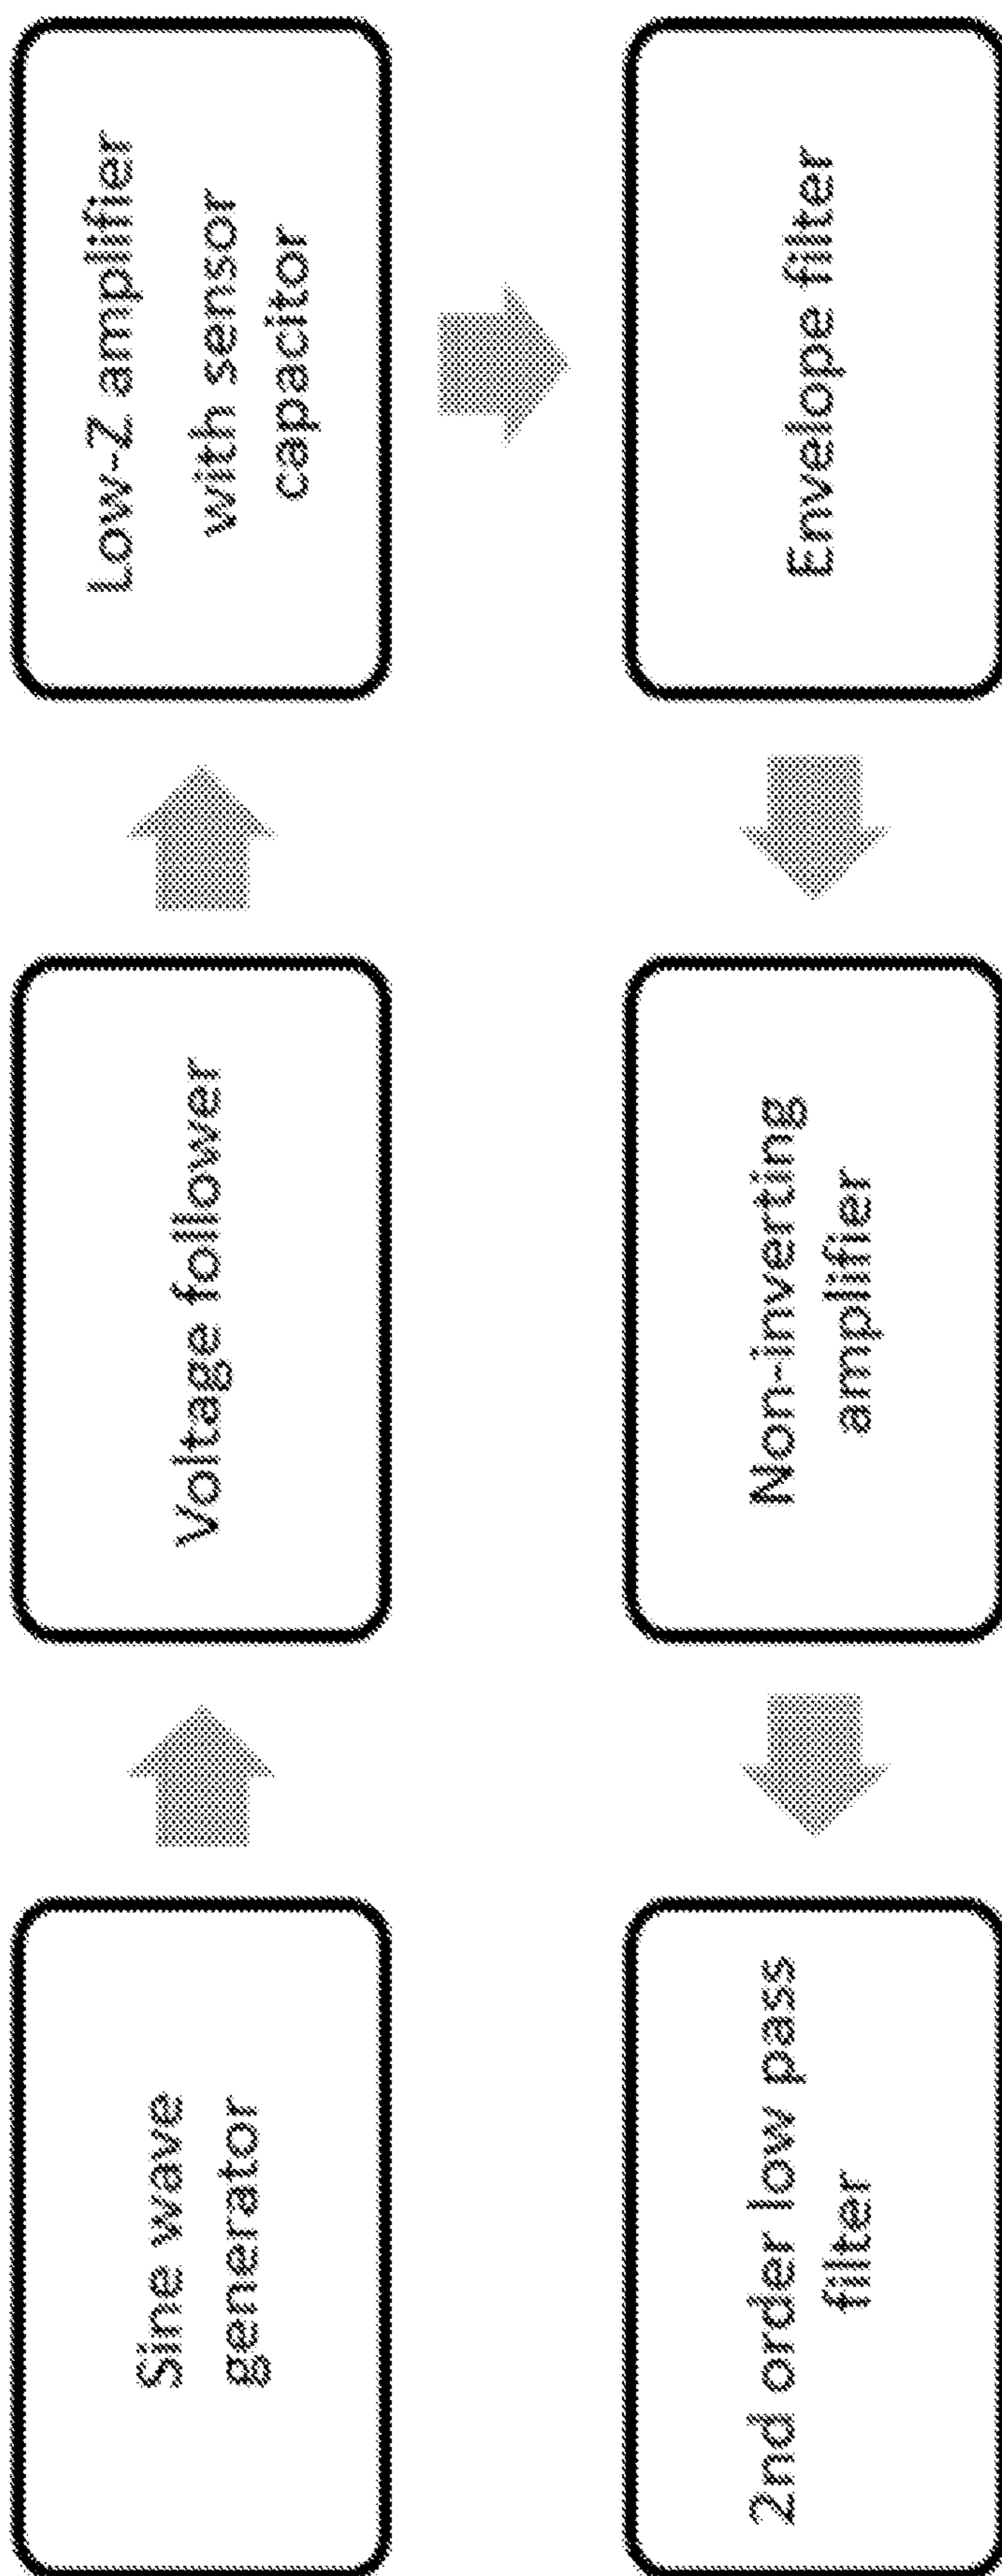 Sine wave
generator
Voltage follower
Low-Z amplifier
with sensor
capacitor
Envelope filter
Non-inverting
amplifier
2nd order low pass
filter